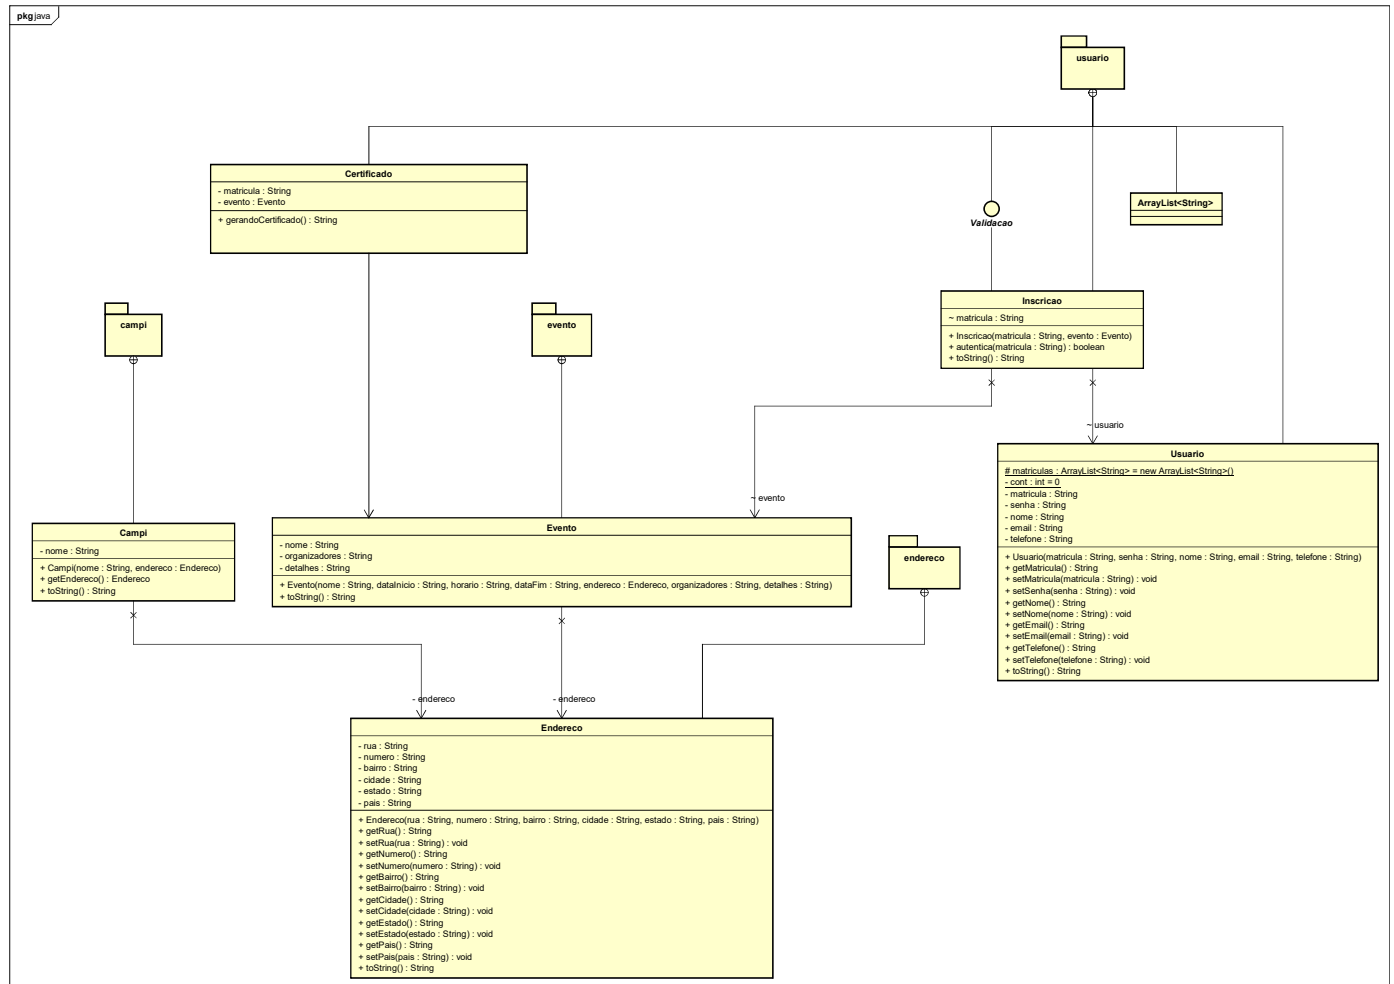 pkg java
usuario
Certificado
- matricula : String
- evento : Evento
+ gerandoCertificado() : String
Validacao
ArrayList<String>
campi
evento
Inscricao
~ matricula : String
+ Inscricao(matricula : String, evento : Evento)
+ autentica(matricula : String) : boolean
+ toString() : String
~ usuario
~ evento
Usuario
# matriculas : ArrayList<String> = new ArrayList<String>()
- cont : int = 0
- matricula : String
- senha : String
- nome : String
- email : String
- telefone : String
+ Usuario(matricula : String, senha : String, nome : String, email : String, telefone : String)
+ getMatricula() : String
+ setMatricula(matricula : String) : void
+ setSenha(senha : String) : void
+ getNome() : String
+ setNome(nome : String) : void
+ getEmail() : String
+ setEmail(email : String) : void
+ getTelefone() : String
+ setTelefone(telefone : String) : void
+ toString() : String
Campi
- nome : String
+ Campi(nome : String, endereco : Endereco)
+ getEndereco() : Endereco
+ toString() : String
Evento
- nome : String
- organizadores : String
- detalhes : String
+ Evento(nome : String, dataInicio : String, horario : String, dataFim : String, endereco : Endereco, organizadores : String, detalhes : String)
+ toString() : String
endereco
- endereco
- endereco
Endereco
- rua : String
- numero : String
- bairro : String
- cidade : String
- estado : String
- pais : String
+ Endereco(rua : String, numero : String, bairro : String, cidade : String, estado : String, pais : String)
+ getRua() : String
+ setRua(rua : String) : void
+ getNumero() : String
+ setNumero(numero : String) : void
+ getBairro() : String
+ setBairro(bairro : String) : void
+ getCidade() : String
+ setCidade(cidade : String) : void
+ getEstado() : String
+ setEstado(estado : String) : void
+ getPais() : String
+ setPais(pais : String) : void
+ toString() : String